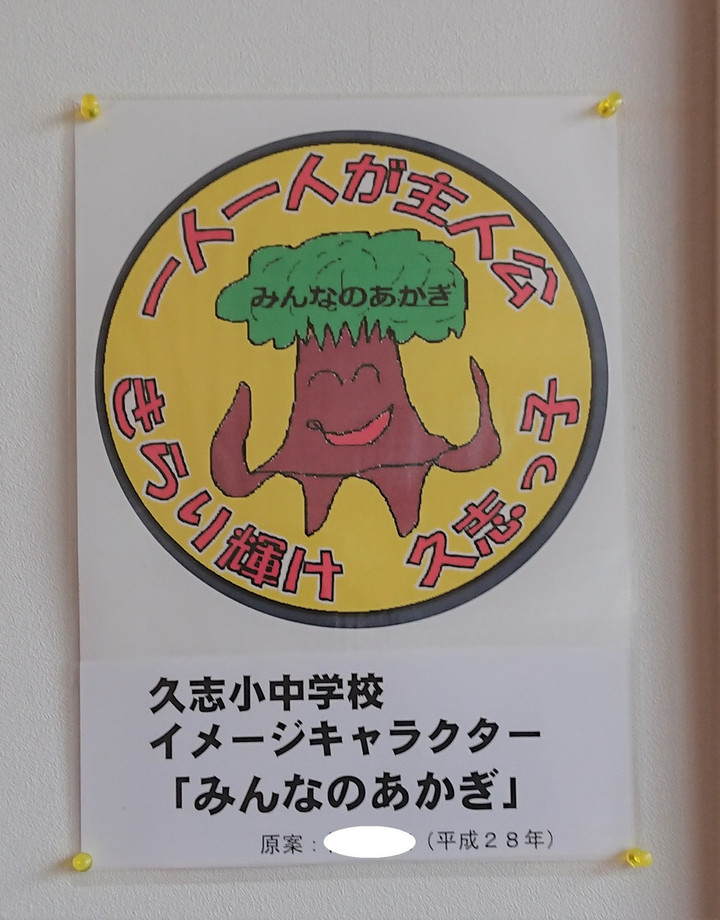 一人一人が主人公
みんなのあかぎ
きらり輝け 久志っ子
久志小中学校
イメージキャラクター
「みんなのあかぎ」
原案: (平成28年)